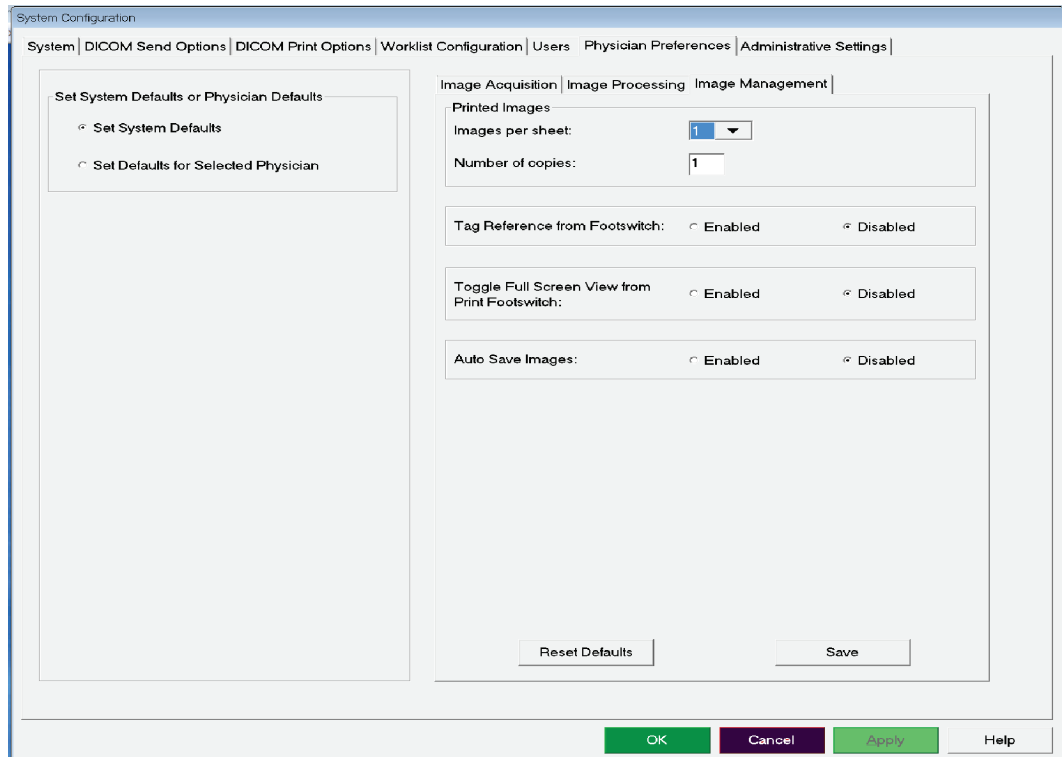 System Configuration
System DICOM Send Options DICOM Print Options Worklist Configuration Users Physician Preferences Administrative Settings
Set System Defaults or Physician Defaults
Set System Defaults
Set Defaults for Selected Physician
Image Acquisition Image Processing Image Management
Printed Images
Images per sheet: 1
Number of copies: 1
Tag Reference from Footswitch: Enabled Disabled
Toggle Full Screen View from
Print Footswitch: Enabled Disabled
Auto Save Images: Enabled Disabled
Reset Defaults Save
OK Cancel Apply Help